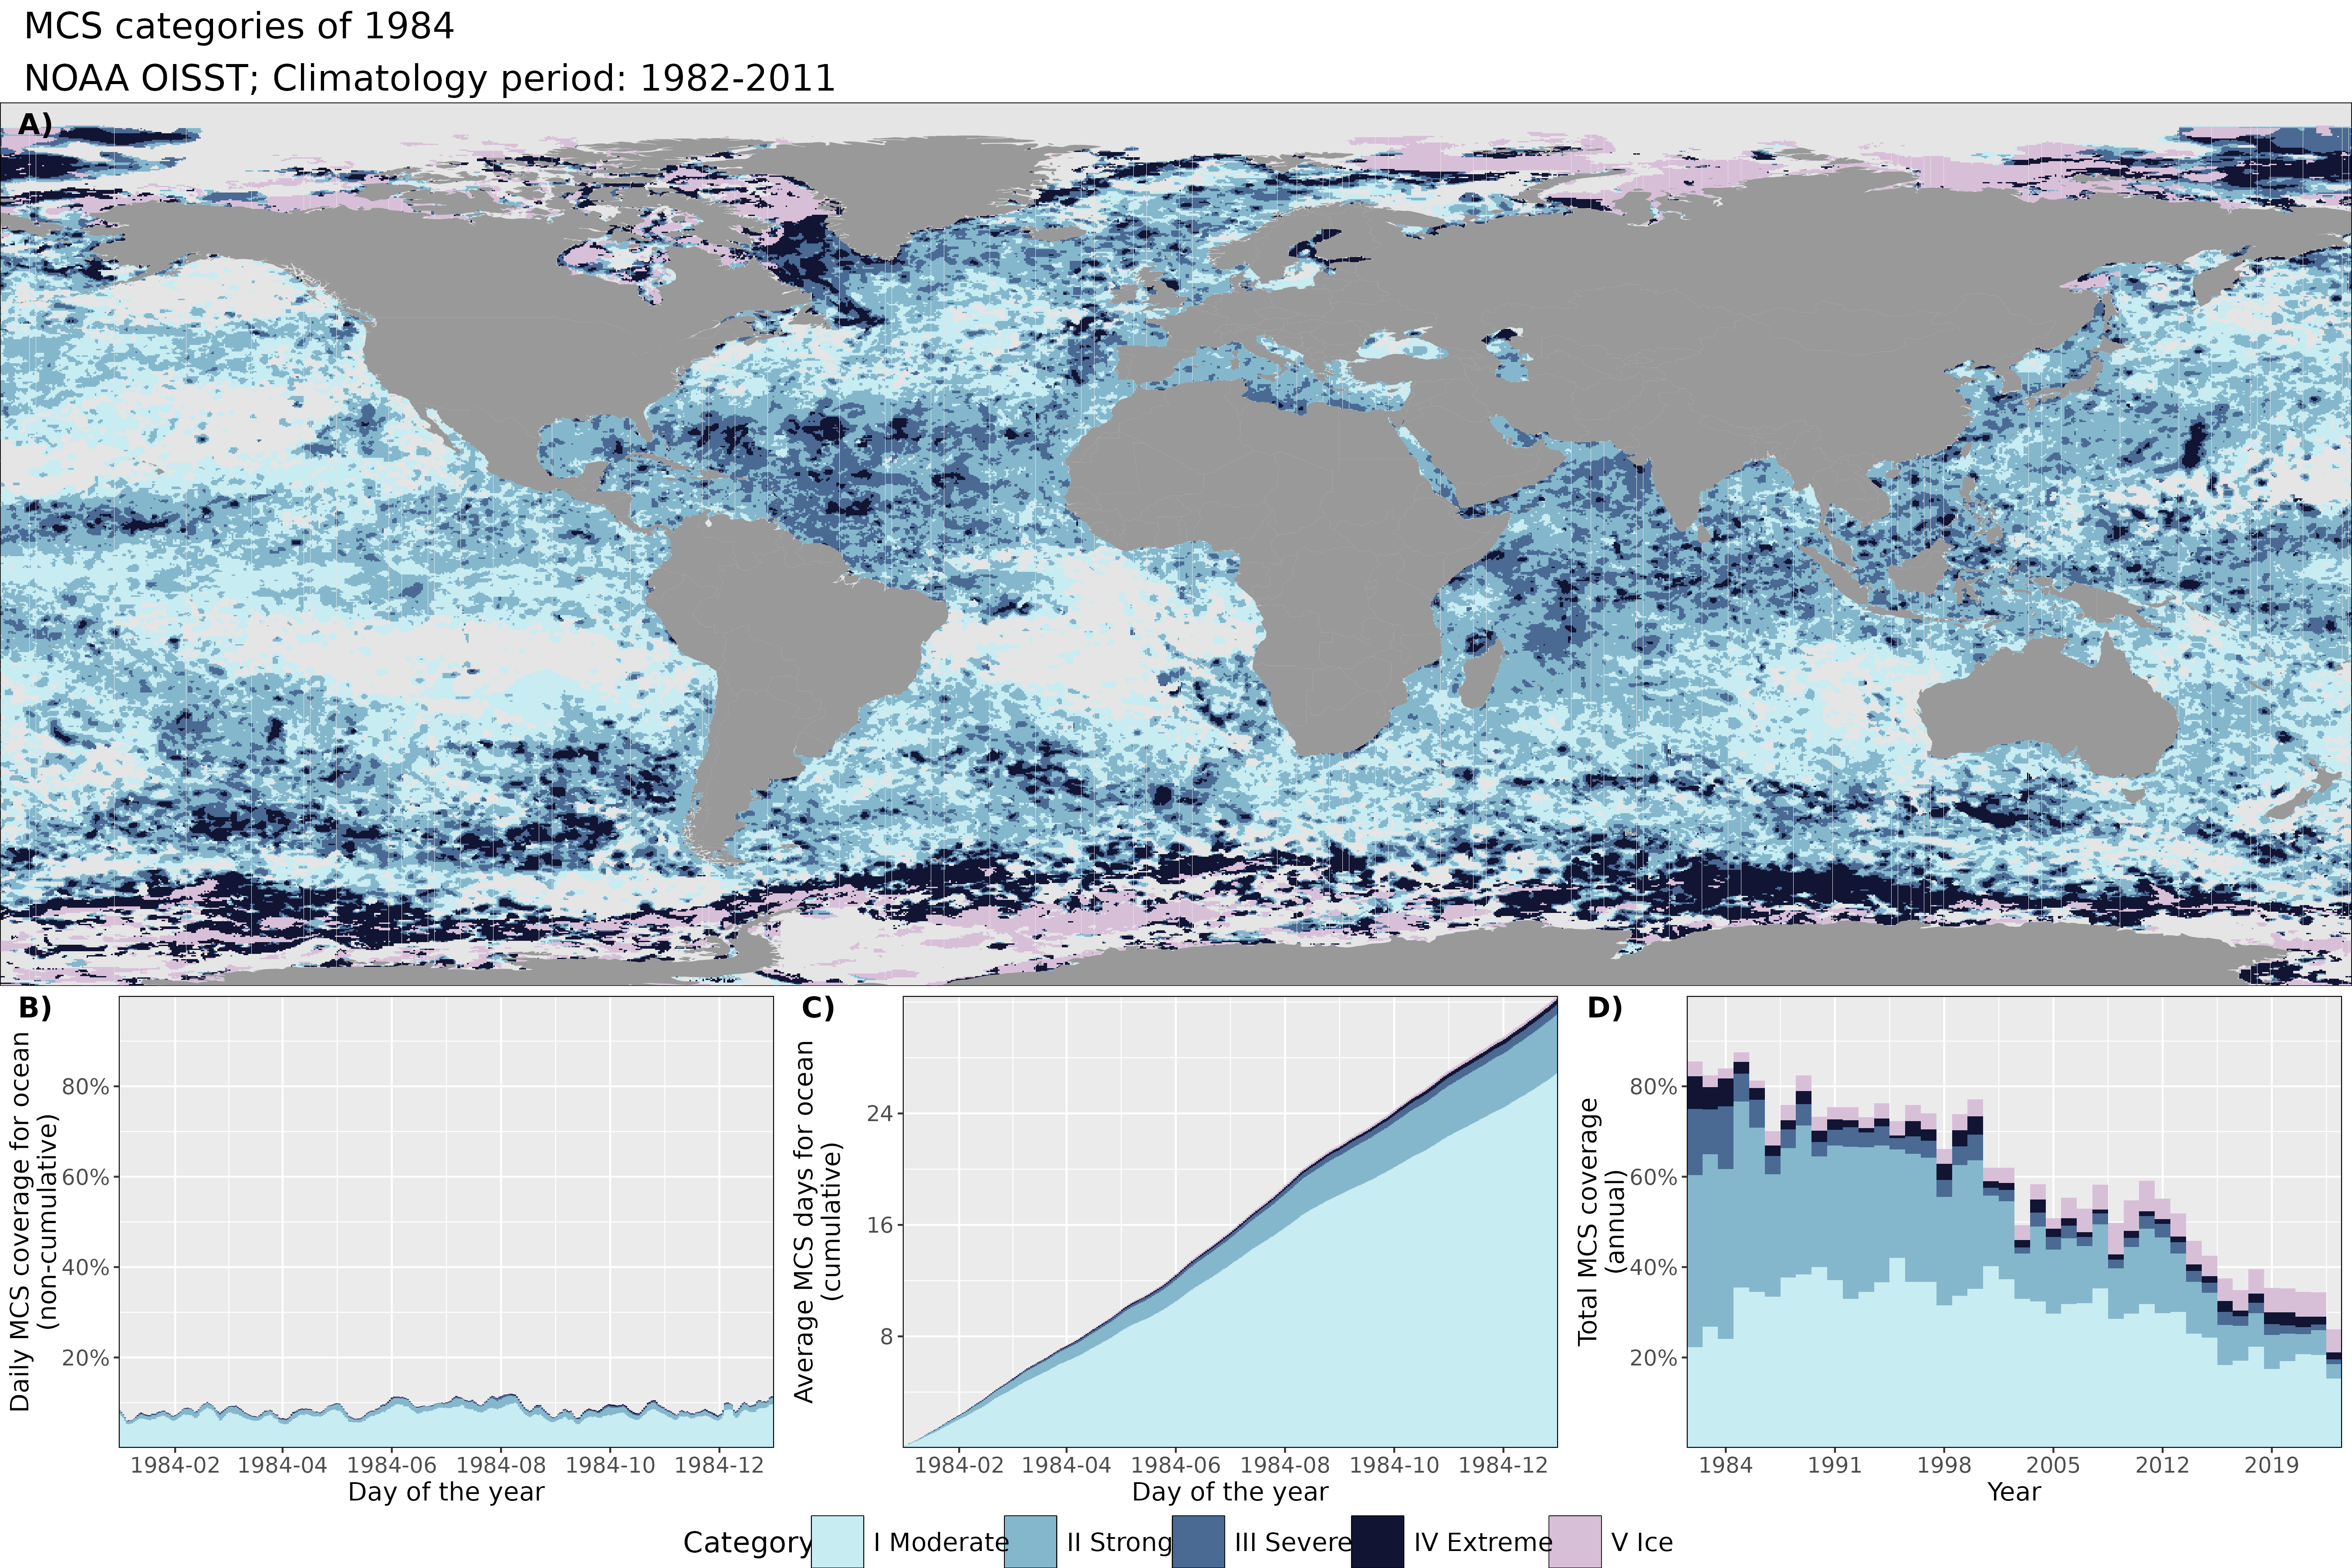 MCS categories of 1984
NOAA OISST; Climatology period: 1982-2011
A)
B)
Daily MCS coverage for ocean
(non-cumulative)
80%
60%
40%
20%
1984-02 1984-04 1984-06 1984-08 1984-10 1984-12
Day of the year
C)
Average MCS days for ocean
(cumulative)
24
16
8
1984-02 1984-04 1984-06 1984-08 1984-10 1984-12
Day of the year
D)
Total MCS coverage
(annual)
80%
60%
40%
20%
1984 1991 1998 2005 2012 2019
Year
Category I Moderate II Strong III Severe IV Extreme V Ice